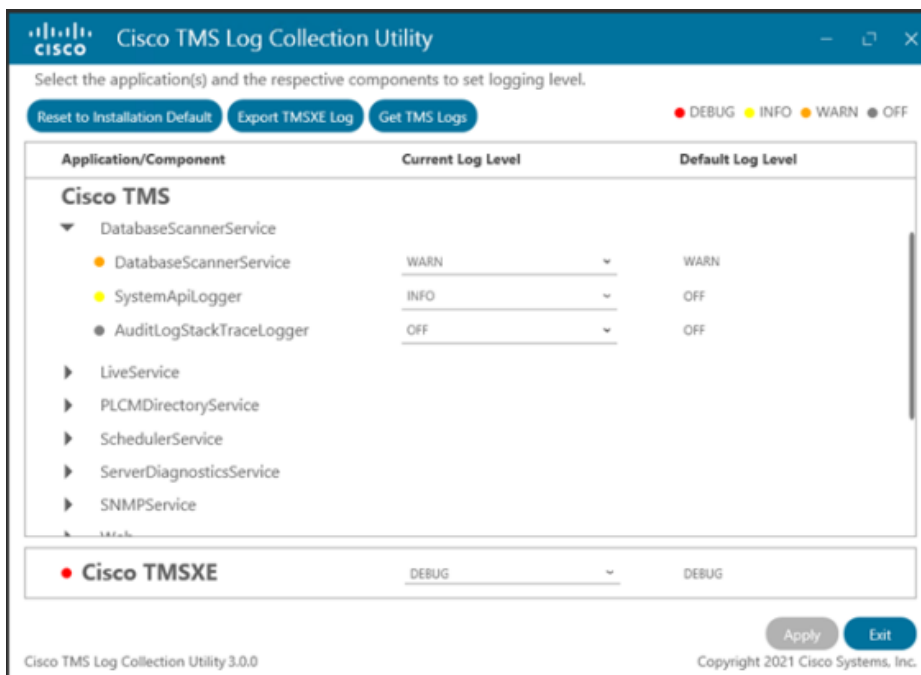 CISCO
Cisco TMS Log Collection Utility
Select the application(s) and the respective components to set logging level.
Reset to Installation Default Export TMSXE Log Get TMS Logs DEBUG INFO WARN OFF
Application/Component Current Log Level Default Log Level
Cisco TMS
DatabaseScannerService
DatabaseScannerService WARN WARN
SystemApiLogger INFO OFF
AuditLogStackTraceLogger OFF OFF
LiveService
PLCMDirectoryService
SchedulerService
ServerDiagnosticsService
SNMPService
Cisco TMSXE DEBUG DEBUG
Apply Exit
Cisco TMS Log Collection Utility 3.0.0 Copyright 2021 Cisco Systems, Inc.